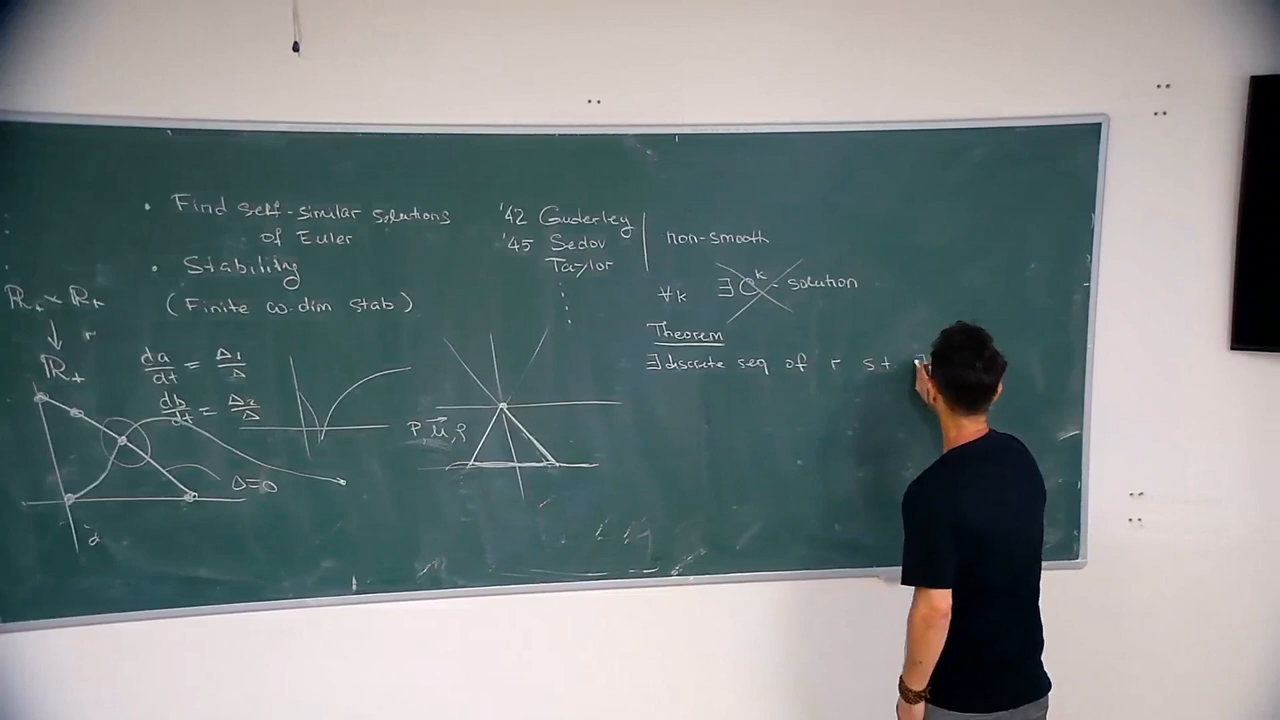 • Find self-similar solutions
of Euler
• Stability
(Finite co-dim stab)
'42 Guderley
'45 Sedov
Taylor
⋮
non-smooth
∀k ∃ C^k - solution
Theorem
∃ discrete seq of r st ∃
ℝ₊ × ℝ₊
↓ r
ℝ₊
da/dt = Δ₁/Δ
db/dt = Δ₂/Δ
Δ=0
P, u, ρ